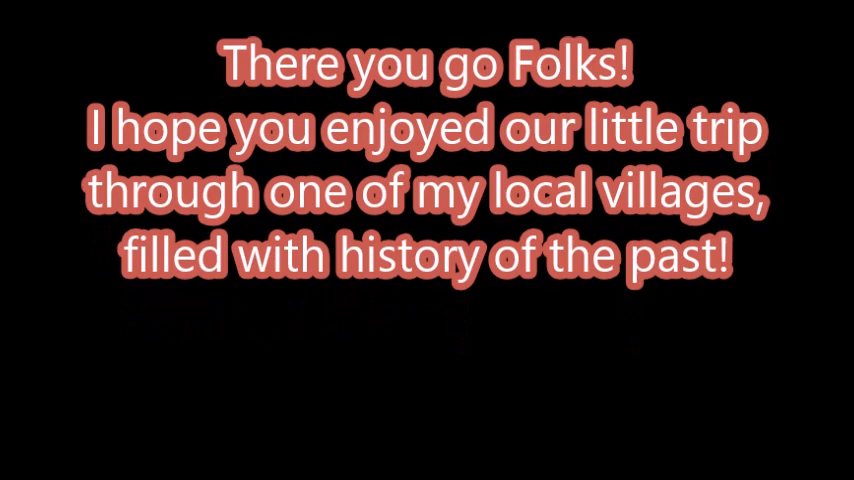 There you go Folks!
I hope you enjoyed our little trip
through one of my local villages,
filled with history of the past!